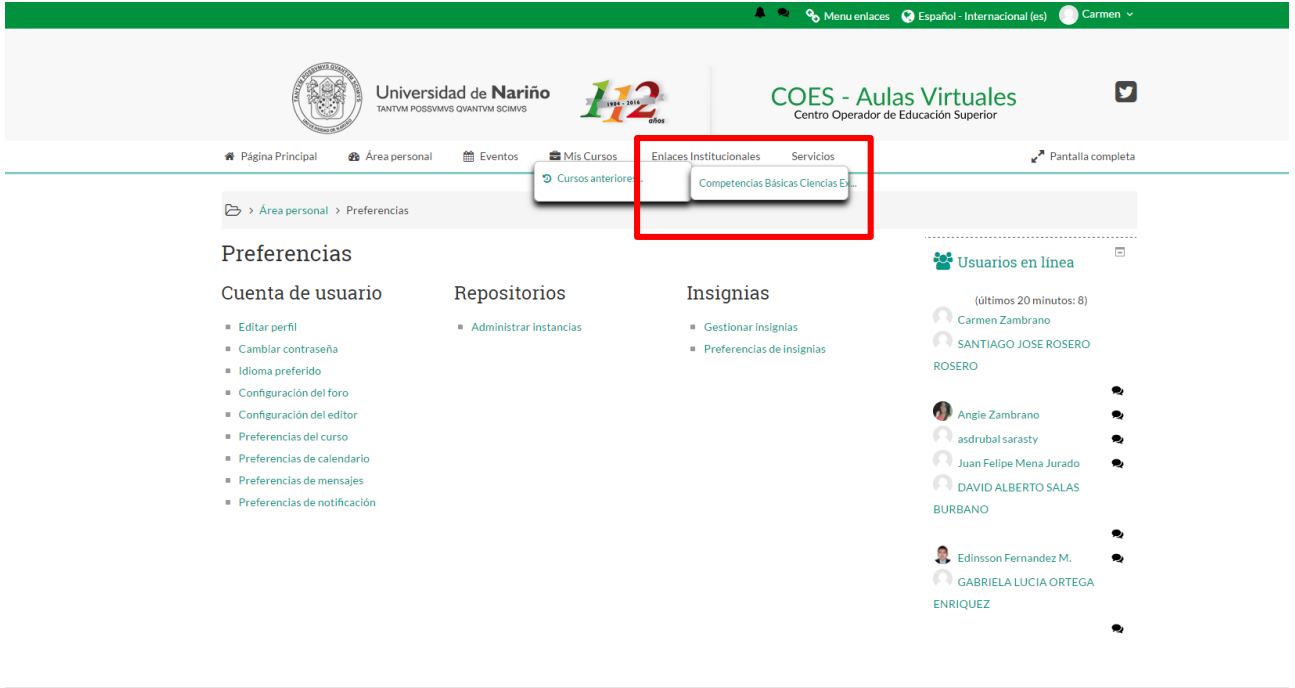 Menu enlaces Español - Internacional (es) Carmen
Universidad de Nariño
TANTVM POSSVMVS QVANTVM SCIMVS
112
1904 - 2016
años
COES - Aulas Virtuales
Centro Operador de Educación Superior
Página Principal Área personal Eventos Mis Cursos Enlaces Institucionales Servicios Pantalla completa
Cursos anteriores...
Competencias Básicas Ciencias Ex...
Área personal > Preferencias
Preferencias
Cuenta de usuario
Editar perfil
Cambiar contraseña
Idioma preferido
Configuración del foro
Configuración del editor
Preferencias del curso
Preferencias de calendario
Preferencias de mensajes
Preferencias de notificación
Repositorios
Administrar instancias
Insignias
Gestionar insignias
Preferencias de insignias
Usuarios en línea
(últimos 20 minutos: 8)
Carmen Zambrano
SANTIAGO JOSE ROSERO
ROSERO
Angie Zambrano
asdrubal sarasty
Juan Felipe Mena Jurado
DAVID ALBERTO SALAS
BURBANO
Edinsson Fernandez M.
GABRIELA LUCIA ORTEGA
ENRIQUEZ